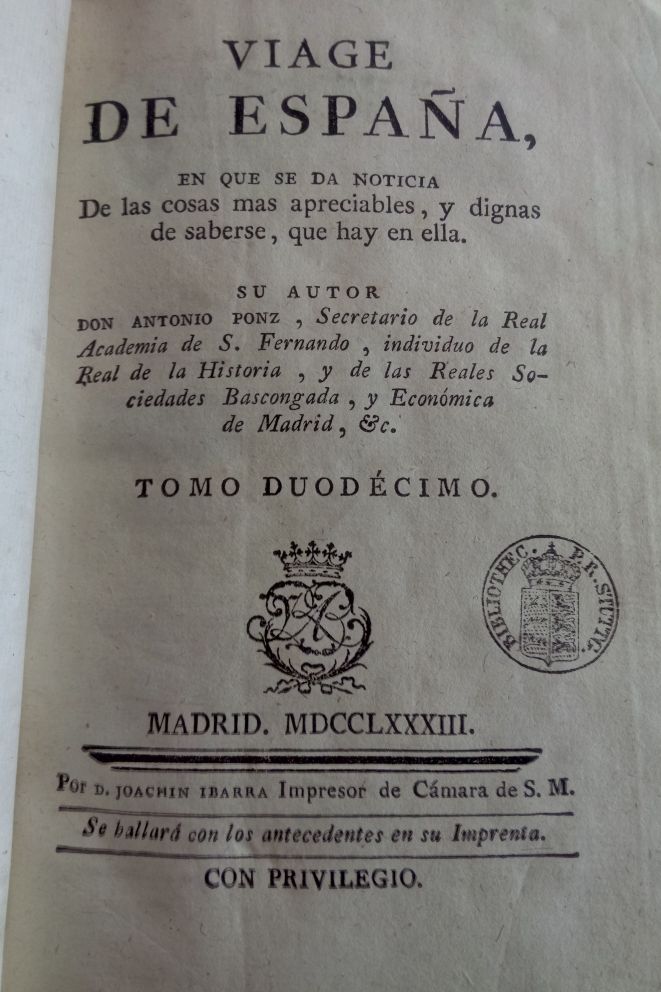 VIAGE
DE ESPAÑA,
EN QUE SE DA NOTICIA
De las cosas mas apreciables, y dignas
de saberse, que hay en ella.
SU AUTOR
DON ANTONIO PONZ, Secretario de la Real
Academia de S. Fernando, individuo de la
Real de la Historia, y de las Reales So-
ciedades Bascongada, y Económica
de Madrid, &c.
TOMO DUODÉCIMO.
BIBLIOTHEC. P. R. STUTTG.
MADRID. MDCCLXXXIII.
Por D. JOACHIN IBARRA Impresor de Cámara de S. M.
Se hallará con los antecedentes en su Imprenta.
CON PRIVILEGIO.